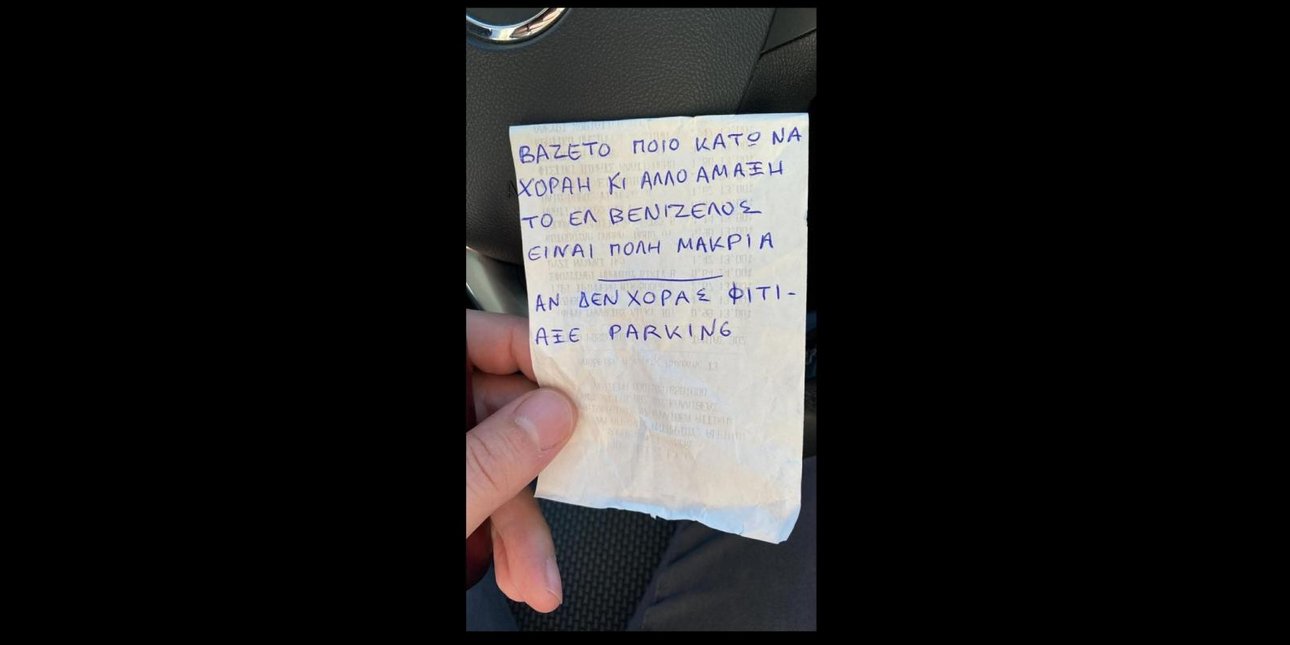 ΒΑΖΕΤΟ ΠΟΙΟ ΚΑΤΩ ΝΑ
ΧΟΡΑΗ ΚΙ ΑΛΛΟ ΑΜΑΞΗ
ΤΟ ΕΛ ΒΕΝΙΖΕΛΟΣ
ΕΙΝΑΙ ΠΟΛΗ ΜΑΚΡΙΑ
ΑΝ ΔΕΝ ΧΟΡΑΣ ΦΙΤΙ-
ΑΞΕ PARKING